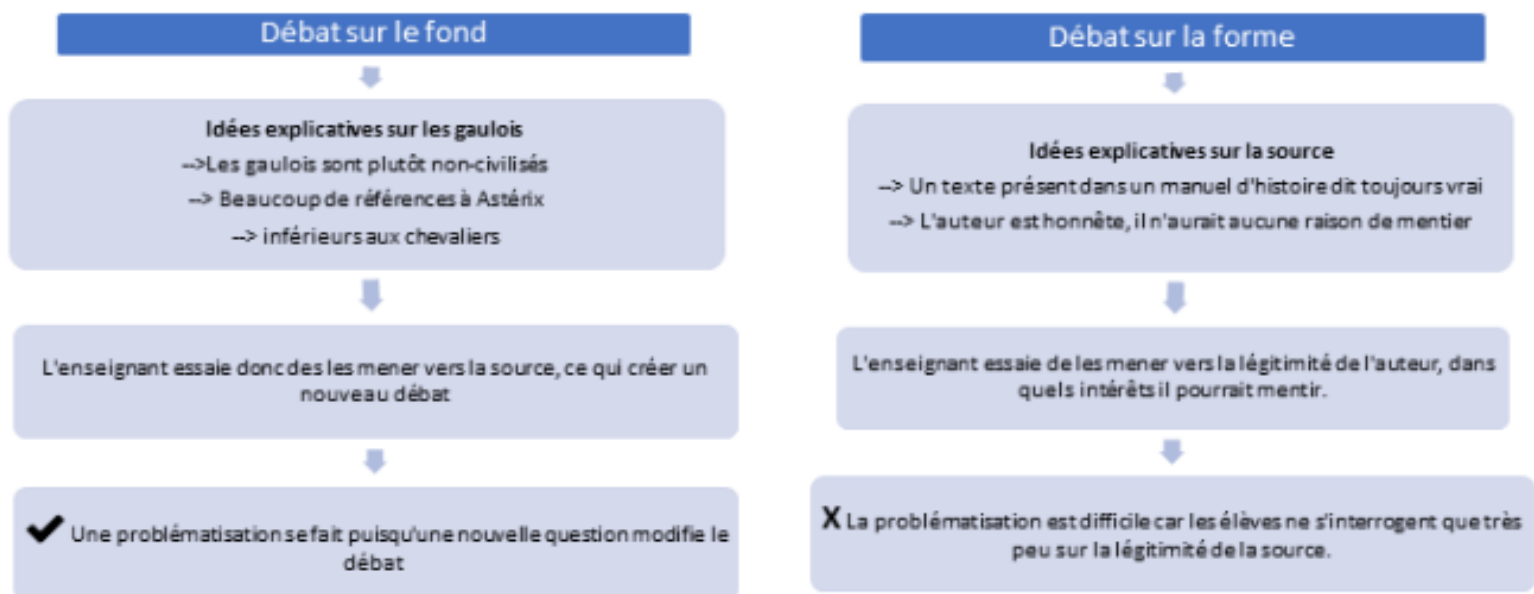 Débat sur le fond
Idées explicatives sur les gaulois
-->Les gaulois sont plutôt non-civilisés
--> Beaucoup de références à Astérix
--> inférieurs aux chevaliers
L'enseignant essaie donc des les mener vers la source, ce qui créer un
nouveau débat
✔ Une problématisation se fait puisqu'une nouvelle question modifie le
débat
Débat sur la forme
Idées explicatives sur la source
--> Un texte présent dans un manuel d'histoire dit toujours vrai
--> L'auteur est honnête, il n'aurait aucune raison de mentier
L'enseignant essaie de les mener vers la légitimité de l'auteur, dans
quels intérêts il pourrait mentir.
X La problématisation est difficile car les élèves ne s'interrogent que très
peu sur la légitimité de la source.